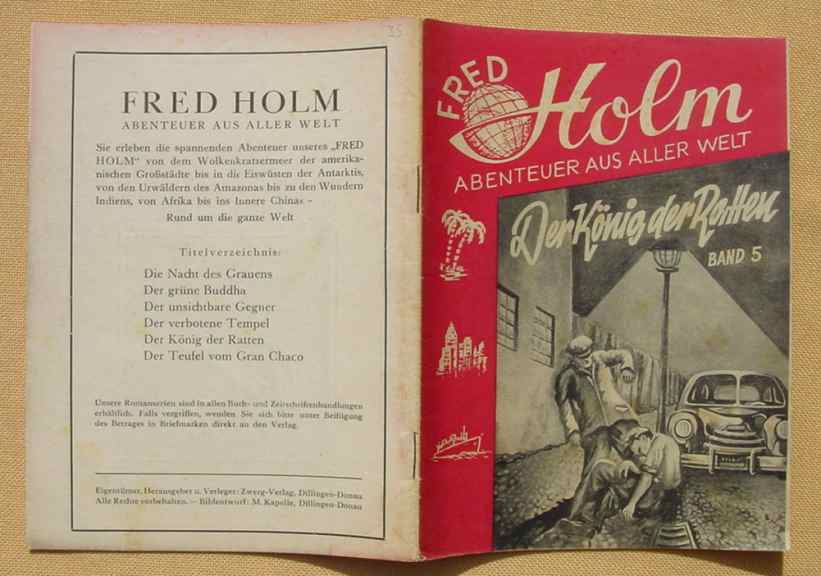 35
FRED HOLM
ABENTEUER AUS ALLER WELT
Sie erleben die spannenden Abenteuer unseres „FRED
HOLM“ von dem Wolkenkratzermeer der amerika-
nischen Großstädte bis in die Eiswüsten der Antarktis,
von den Urwäldern des Amazonas bis zu den Wundern
Indiens, von Afrika bis ins Innere Chinas –
Rund um die ganze Welt
Titelverzeichnis:
Die Nacht des Grauens
Der grüne Buddha
Der unsichtbare Gegner
Der verbotene Tempel
Der König der Ratten
Der Teufel vom Gran Chaco
Unsere Romanserien sind in allen Buch- und Zeitschriftenhandlungen
erhältlich. Falls vergriffen, wenden Sie sich bitte unter Beifügung
des Betrages in Briefmarken direkt an den Verlag.
Eigentümer, Herausgeber u. Verleger: Zwerg-Verlag, Dillingen-Donau
Alle Rechte vorbehalten. — Bildentwurf: M. Kapelle, Dillingen-Donau
FRED
Holm
ABENTEUER AUS ALLER WELT
Der König der Ratten
BAND 5